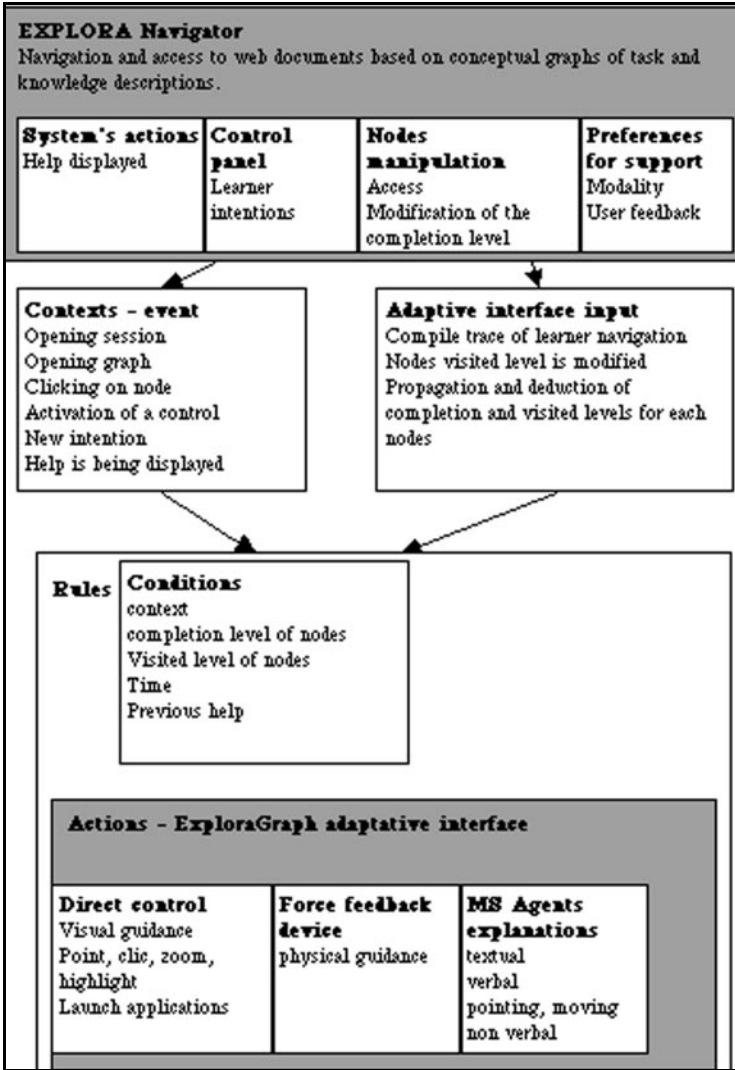 EXPLORA Navigator
Navigation and access to web documents based on conceptual graphs of task and
knowledge descriptions.
System's actions
Help displayed
Control
panel
Learner
intentions
Nodes
manipulation
Access
Modification of the
completion level
Preferences
for support
Modality
User feedback
Contexts - event
Opening session
Opening graph
Clicking on node
Activation of a control
New intention
Help is being displayed
Adaptive interface input
Compile trace of learner navigation
Nodes visited level is modified
Propagation and deduction of
completion and visited levels for each
nodes
Rules
Conditions
context
completion level of nodes
Visited level of nodes
Time
Previous help
Actions - ExploraGraph adaptative interface
Direct control
Visual guidance
Point, clic, zoom,
highlight
Launch applications
Force feedback
device
physical guidance
MS Agents
explanations
textual
verbal
pointing, moving
non verbal